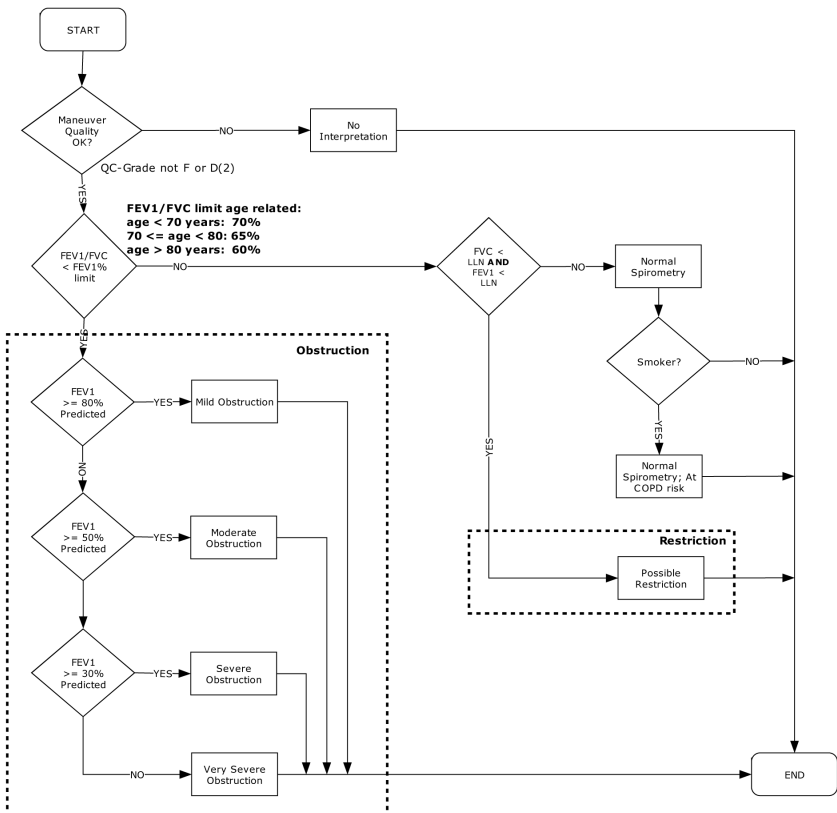 START
Maneuver
Quality
OK?
NO
No
Interpretation
QC-Grade not F or D(2)
YES
FEV1/FVC limit age related:
age < 70 years: 70%
70 <= age < 80: 65%
age > 80 years: 60%
FEV1/FVC
< FEV1%
limit
NO
FVC <
LLN AND
FEV1 <
LLN
NO
Normal
Spirometry
YES
Obstruction
Smoker?
NO
FEV1
>= 80%
Predicted
YES
Mild Obstruction
YES
YES
NO
Normal
Spirometry; At
COPD risk
FEV1
>= 50%
Predicted
YES
Moderate
Obstruction
Restriction
Possible
Restriction
FEV1
>= 30%
Predicted
YES
Severe
Obstruction
NO
Very Severe
Obstruction
END